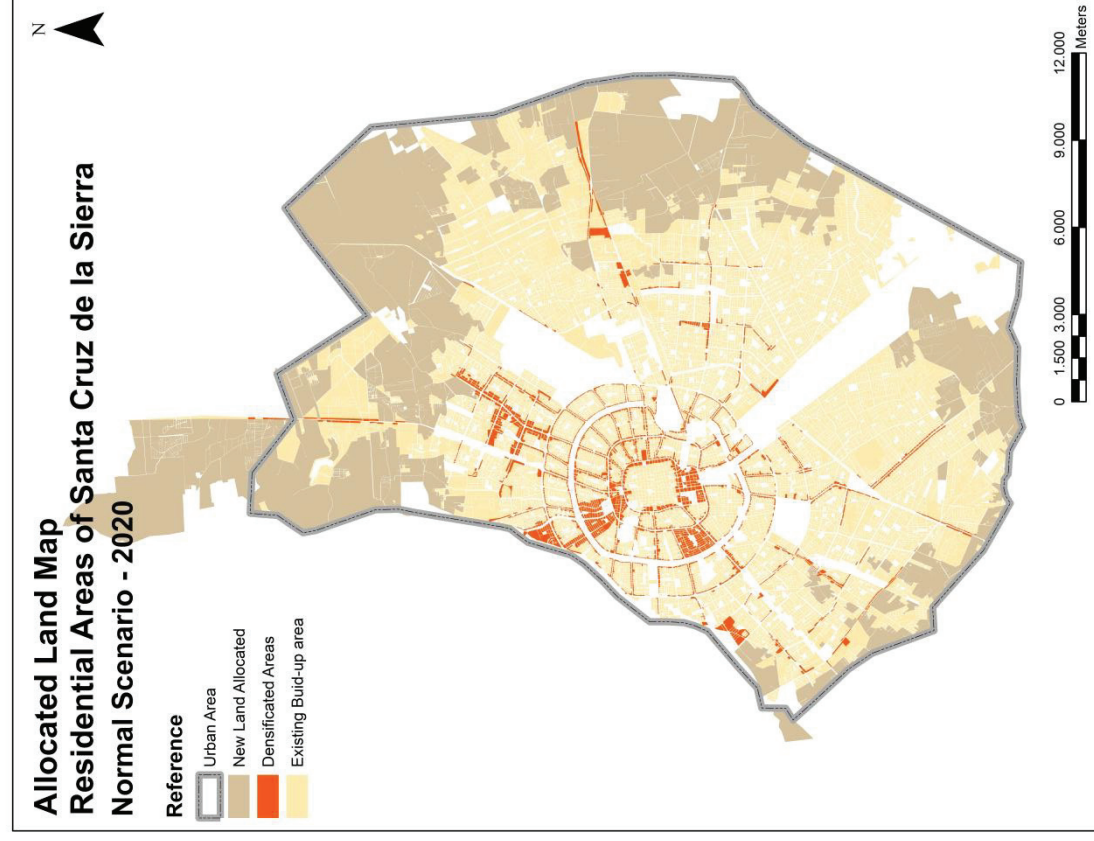 Allocated Land Map
Residential Areas of Santa Cruz de la Sierra
Normal Scenario - 2020
N
Reference
Urban Area
New Land Allocated
Densificated Areas
Existing Buid-up area
0 1.500 3.000 6.000 9.000 12.000
Meters